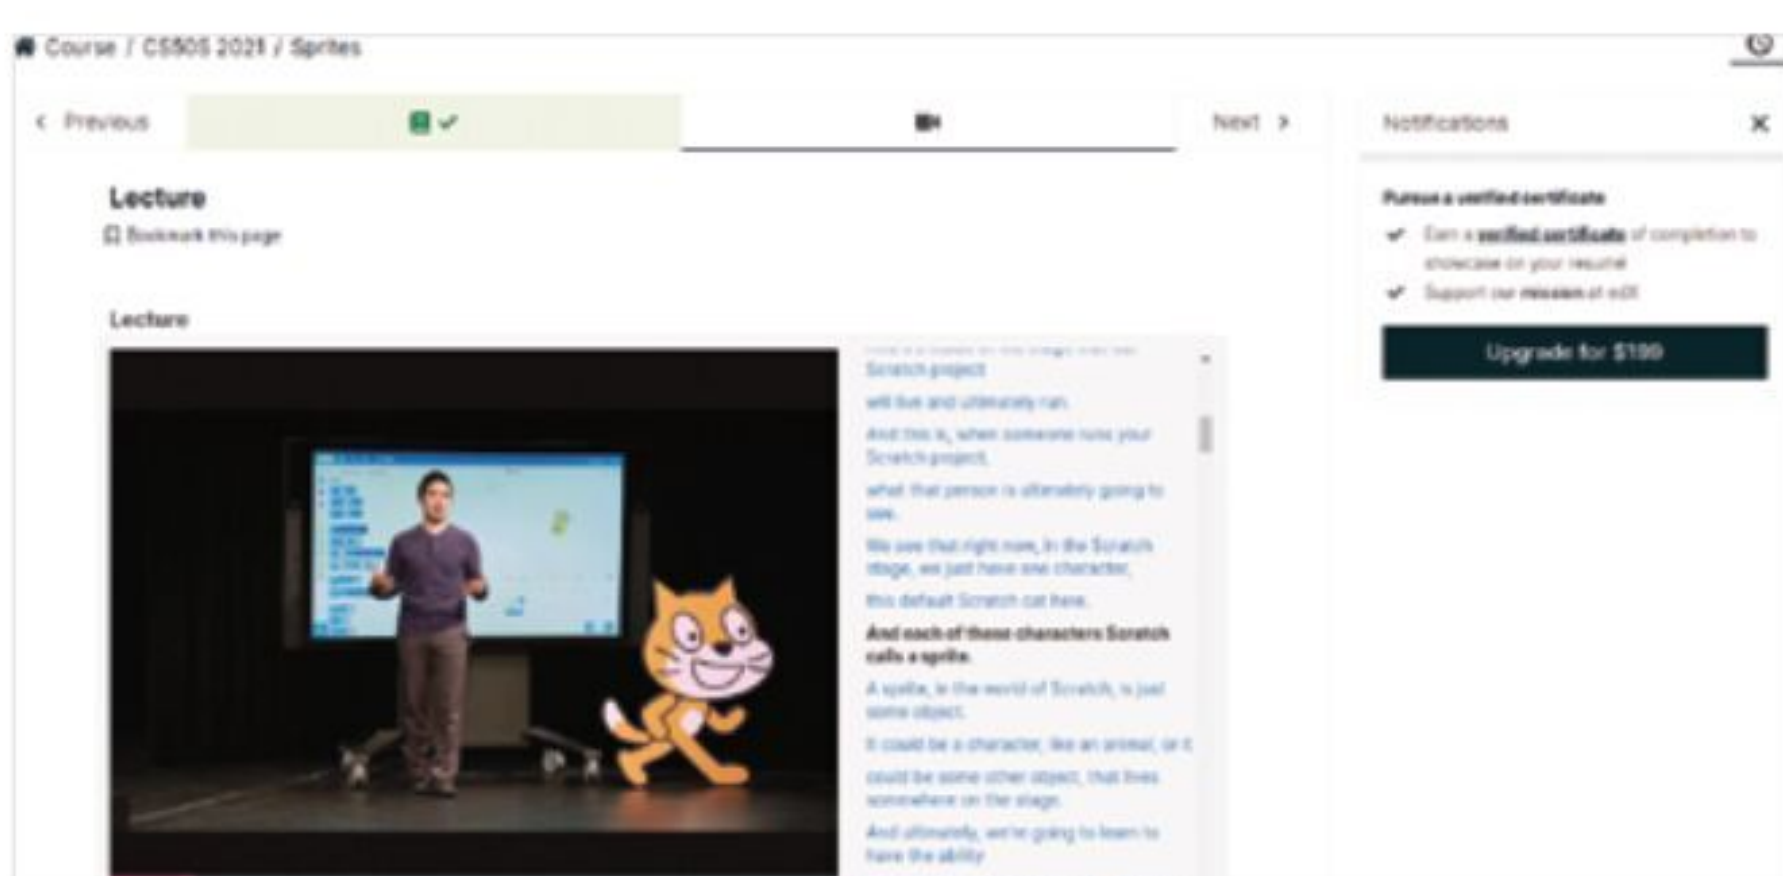 Course / CS50S 2021 / Sprites
Previous
Next
Notifications
Lecture
Bookmark this page
Pursue a verified certificate
Earn a verified certificate of completion to
showcase on your resumé
Support our mission at edX
Upgrade for $199
Lecture
Scratch project
will live and ultimately run.
And this is, when someone runs your
Scratch project,
what that person is ultimately going to
see.
We see that right now, in the Scratch
stage, we just have one character,
this default Scratch cat here.
And each of these characters Scratch
calls a sprite.
A sprite, in the world of Scratch, is just
some object.
It could be a character, like an animal, or it
could be some other object, that lives
somewhere on the stage.
And ultimately, we're going to learn to
have the ability